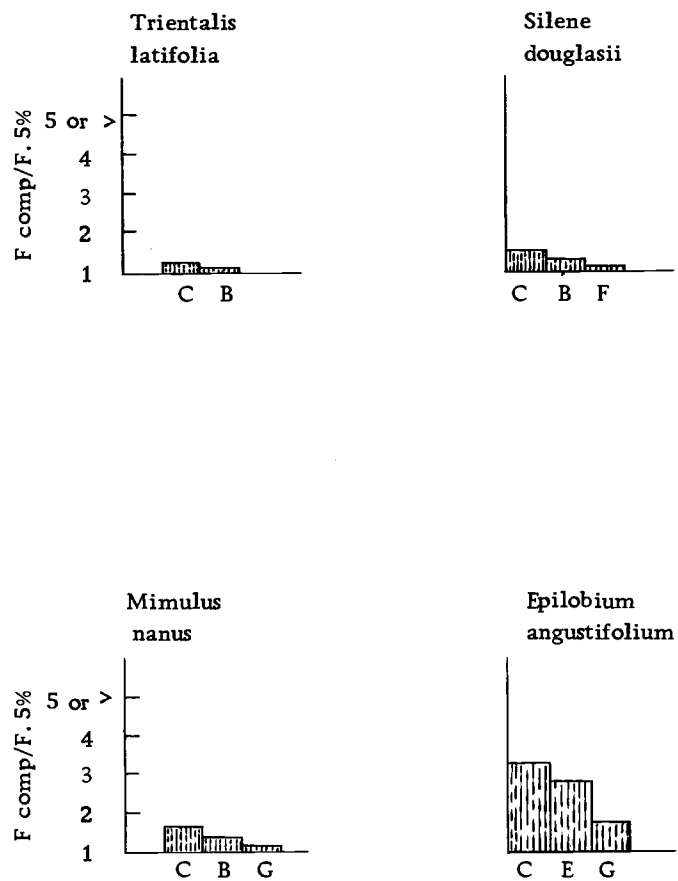 Trientalis
latifolia
F comp/F. 5%
5 or >
4
3
2
1
C B
Silene
douglasii
C B F
Mimulus
nanus
F comp/F. 5%
5 or >
4
3
2
1
C B G
Epilobium
angustifolium
C E G